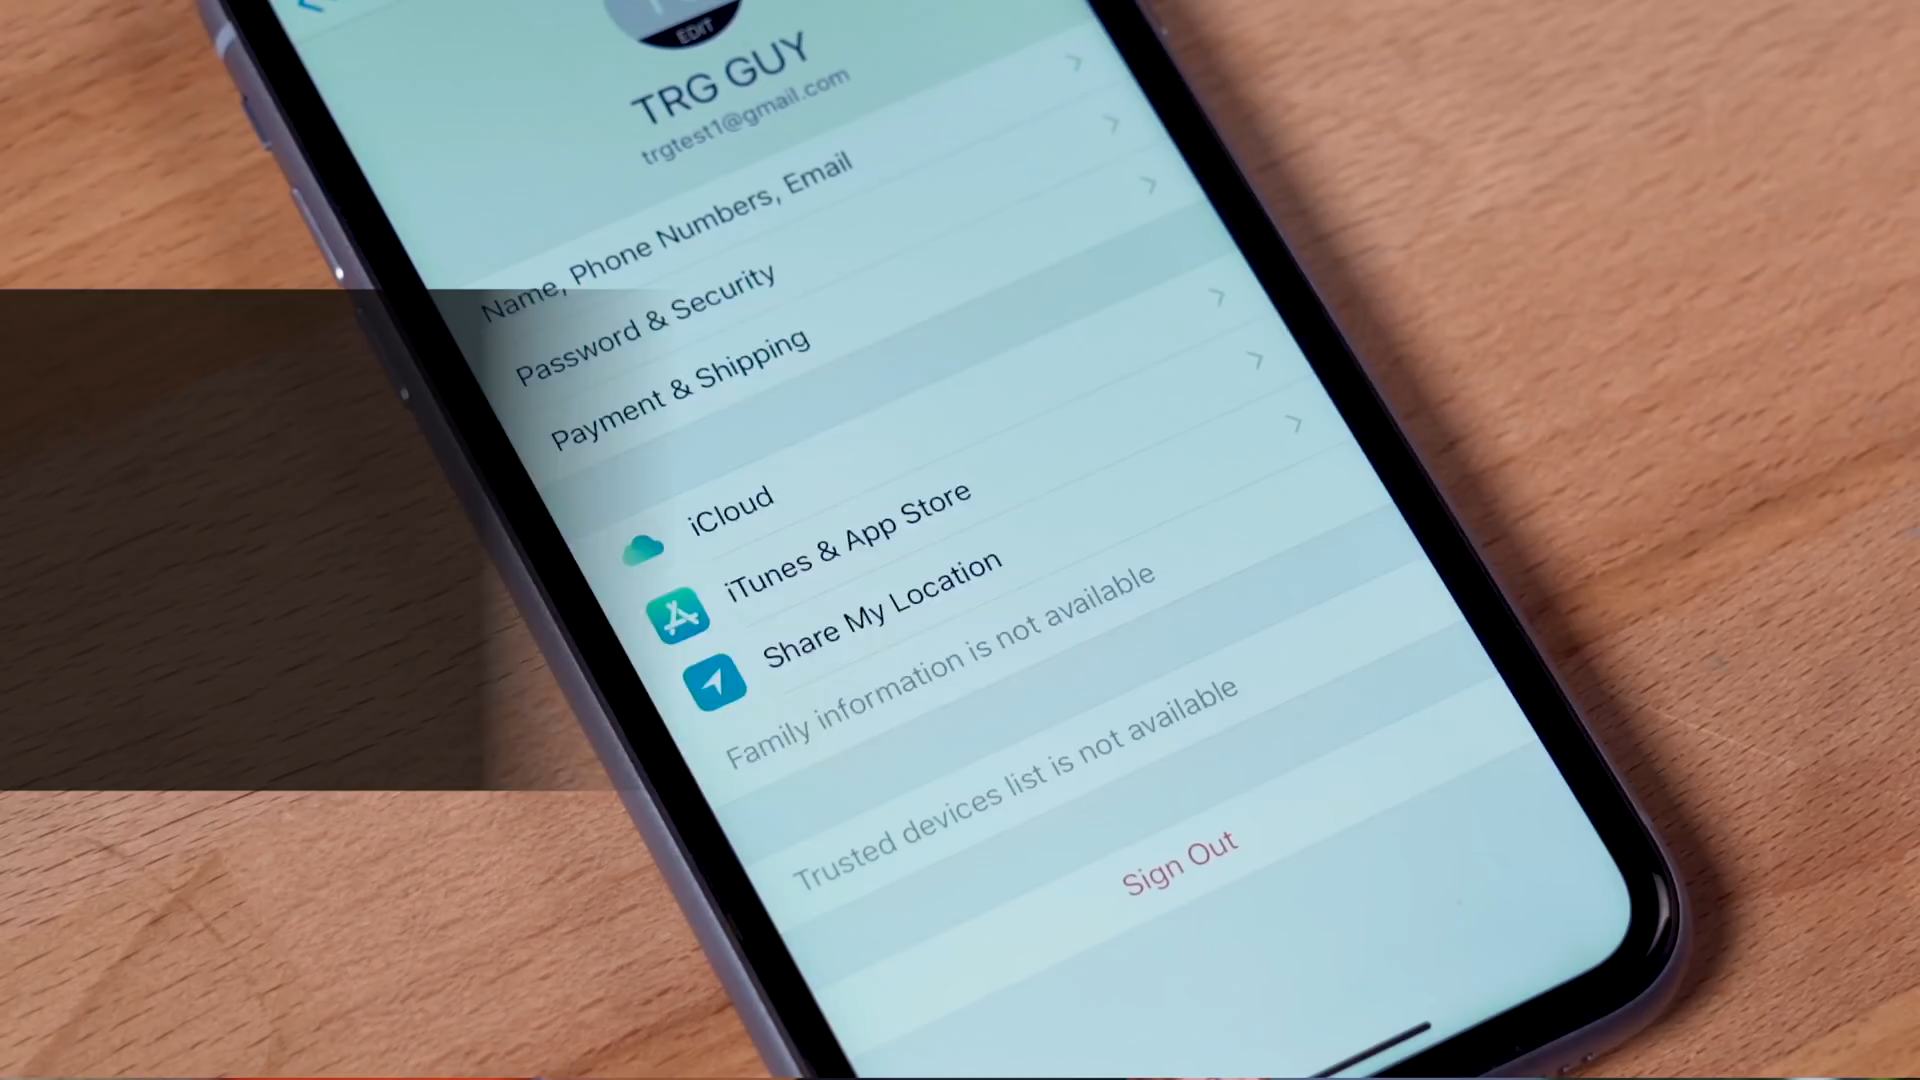 EDIT
TRG GUY
trgtest1@gmail.com
Name, Phone Numbers, Email
Password & Security
Payment & Shipping
iCloud
iTunes & App Store
Share My Location
Family information is not available
Trusted devices list is not available
Sign Out